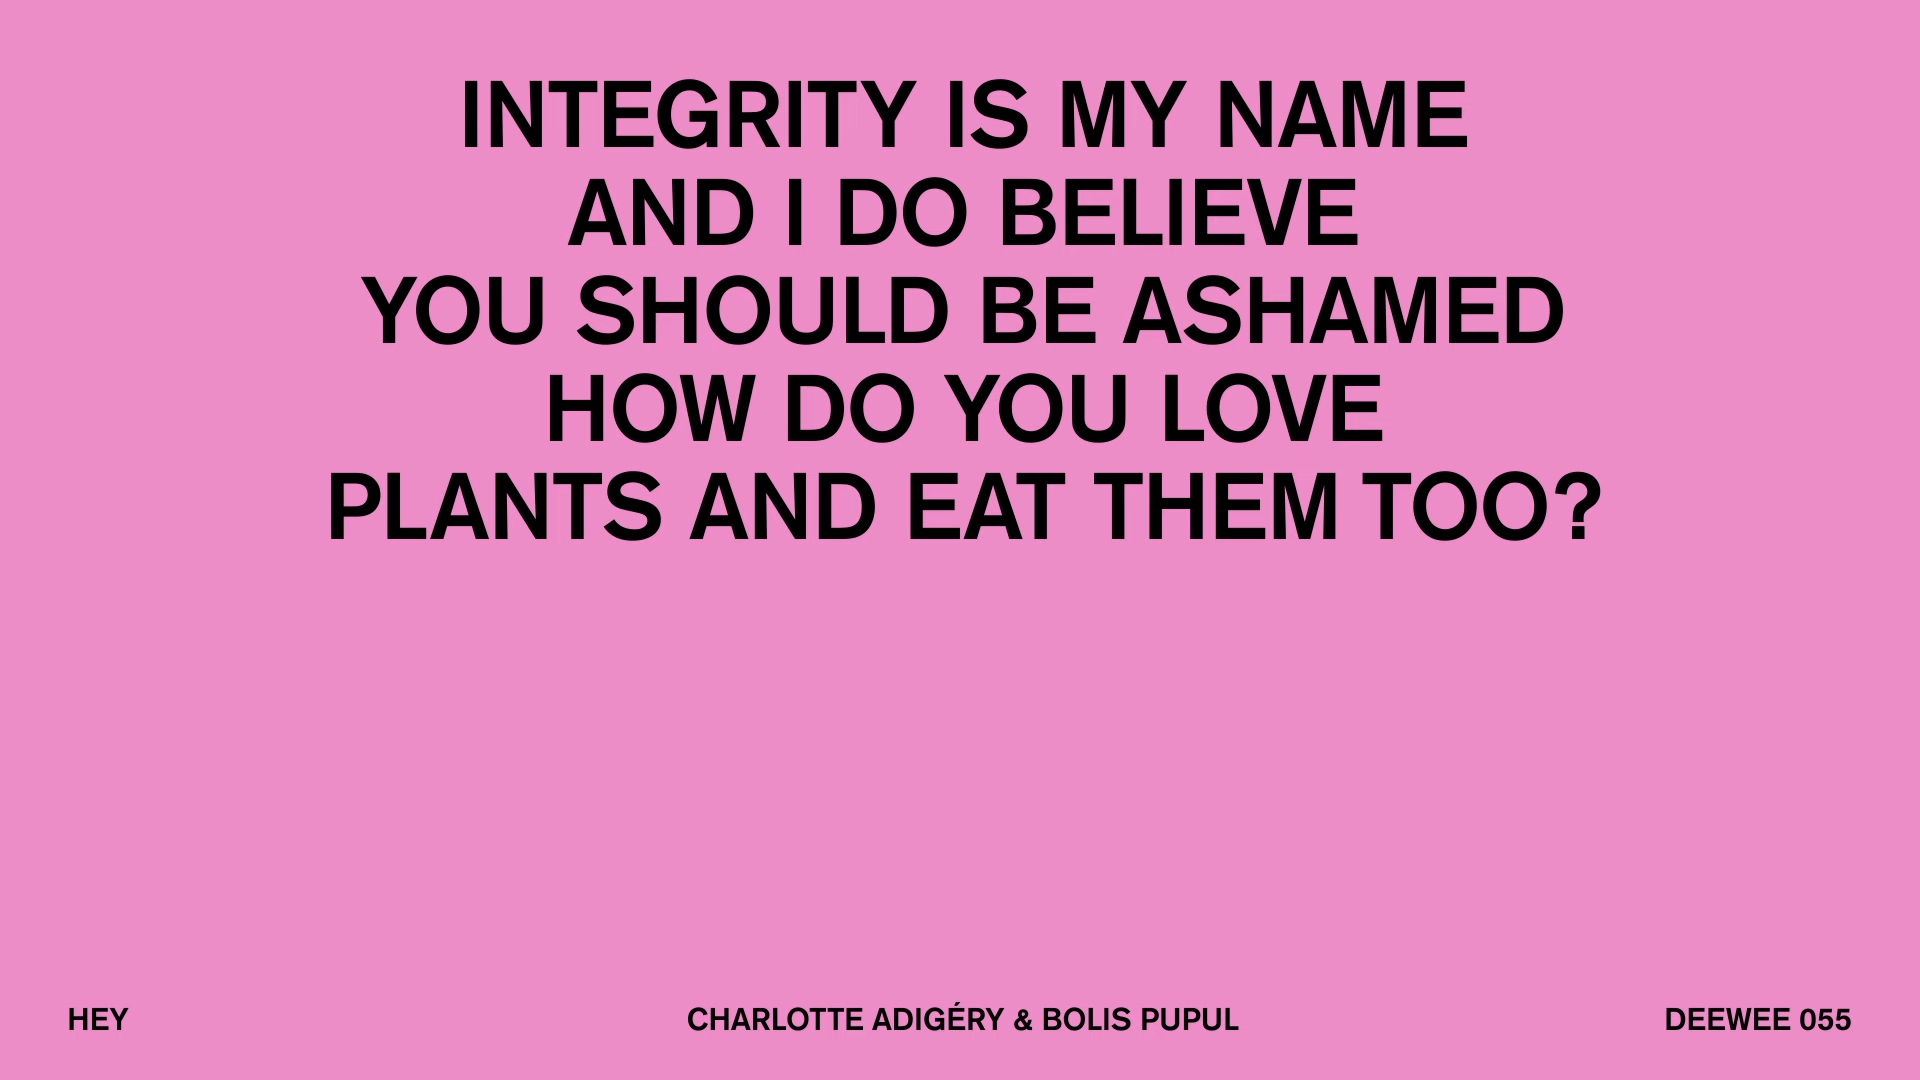 INTEGRITY IS MY NAME
AND I DO BELIEVE
YOU SHOULD BE ASHAMED
HOW DO YOU LOVE
PLANTS AND EAT THEM TOO?
HEY
CHARLOTTE ADIGÉRY & BOLIS PUPUL
DEEWEE 055